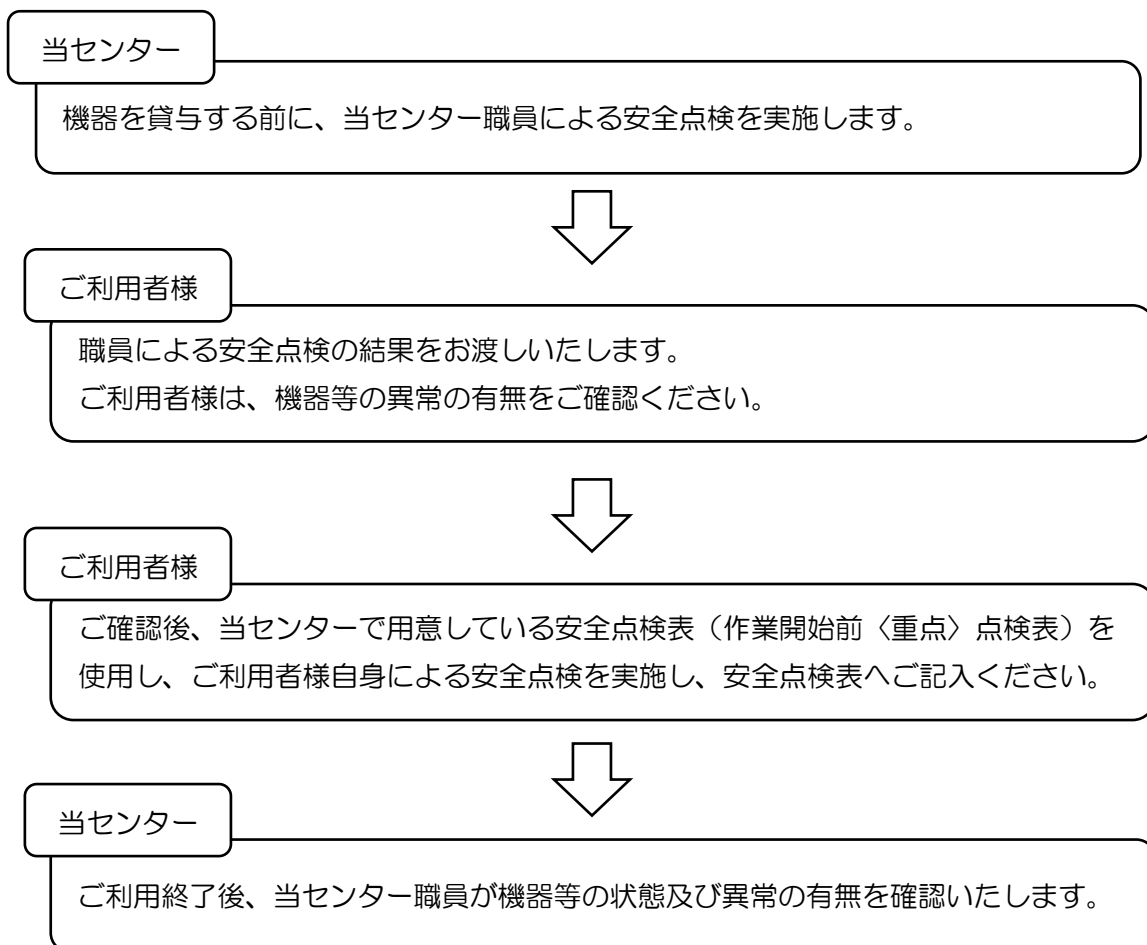 当センター
機器を貸与する前に、当センター職員による安全点検を実施します。
ご利用者様
職員による安全点検の結果をお渡しいたします。
ご利用者様は、機器等の異常の有無をご確認ください。
ご利用者様
ご確認後、当センターで用意している安全点検表（作業開始前〈重点〉点検表）を
使用し、ご利用者様自身による安全点検を実施し、安全点検表へご記入ください。
当センター
ご利用終了後、当センター職員が機器等の状態及び異常の有無を確認いたします。